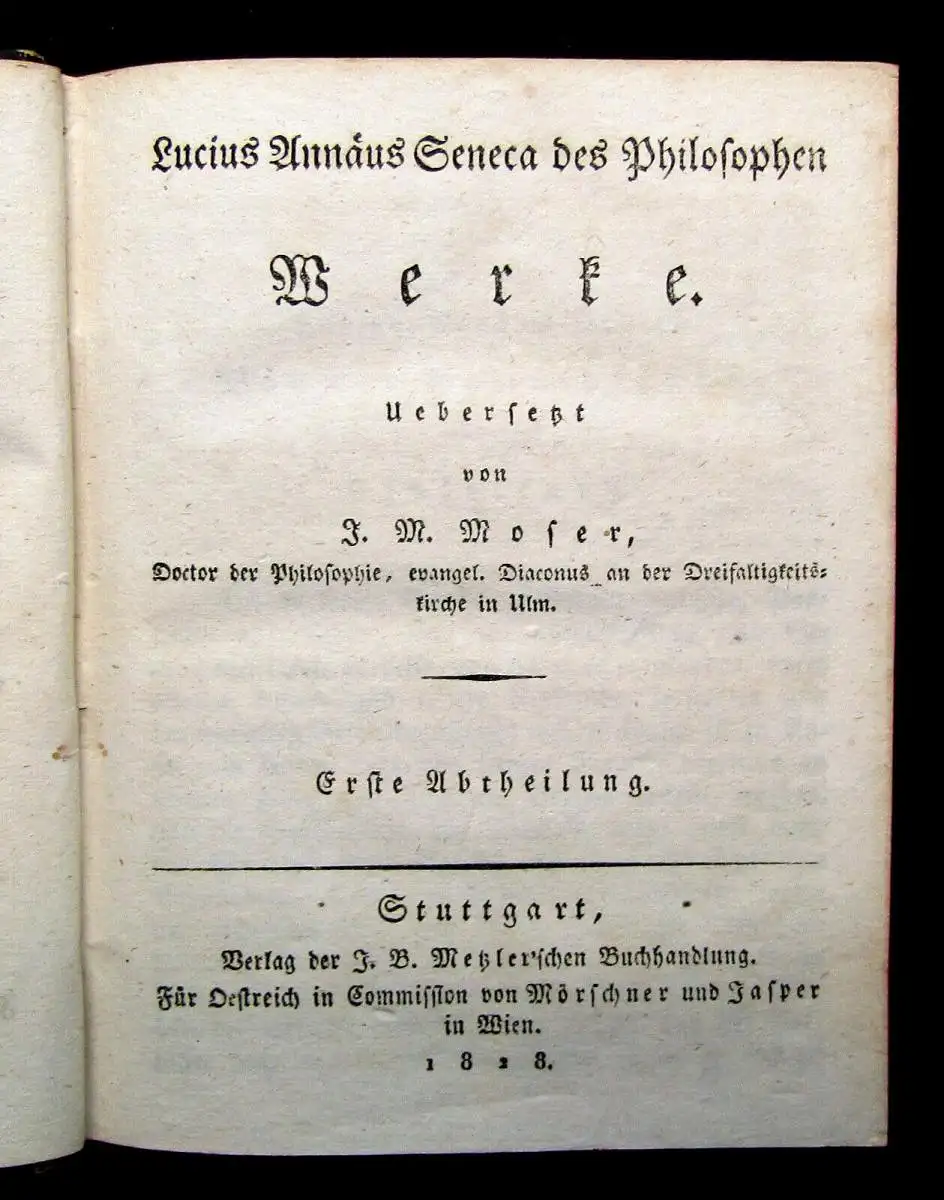 Lucius Annäus Seneca des Philosophen
Werke.
Uebersetzt
von
J. M. Moser,
Doctor der Philosophie, evangel. Diaconus an der Dreifaltigkeits=
kirche in Ulm.
Erste Abtheilung.
Stuttgart,
Verlag der J. B. Metzler'schen Buchhandlung.
Für Oestreich in Commission von Mörschner und Jasper
in Wien.
1828.